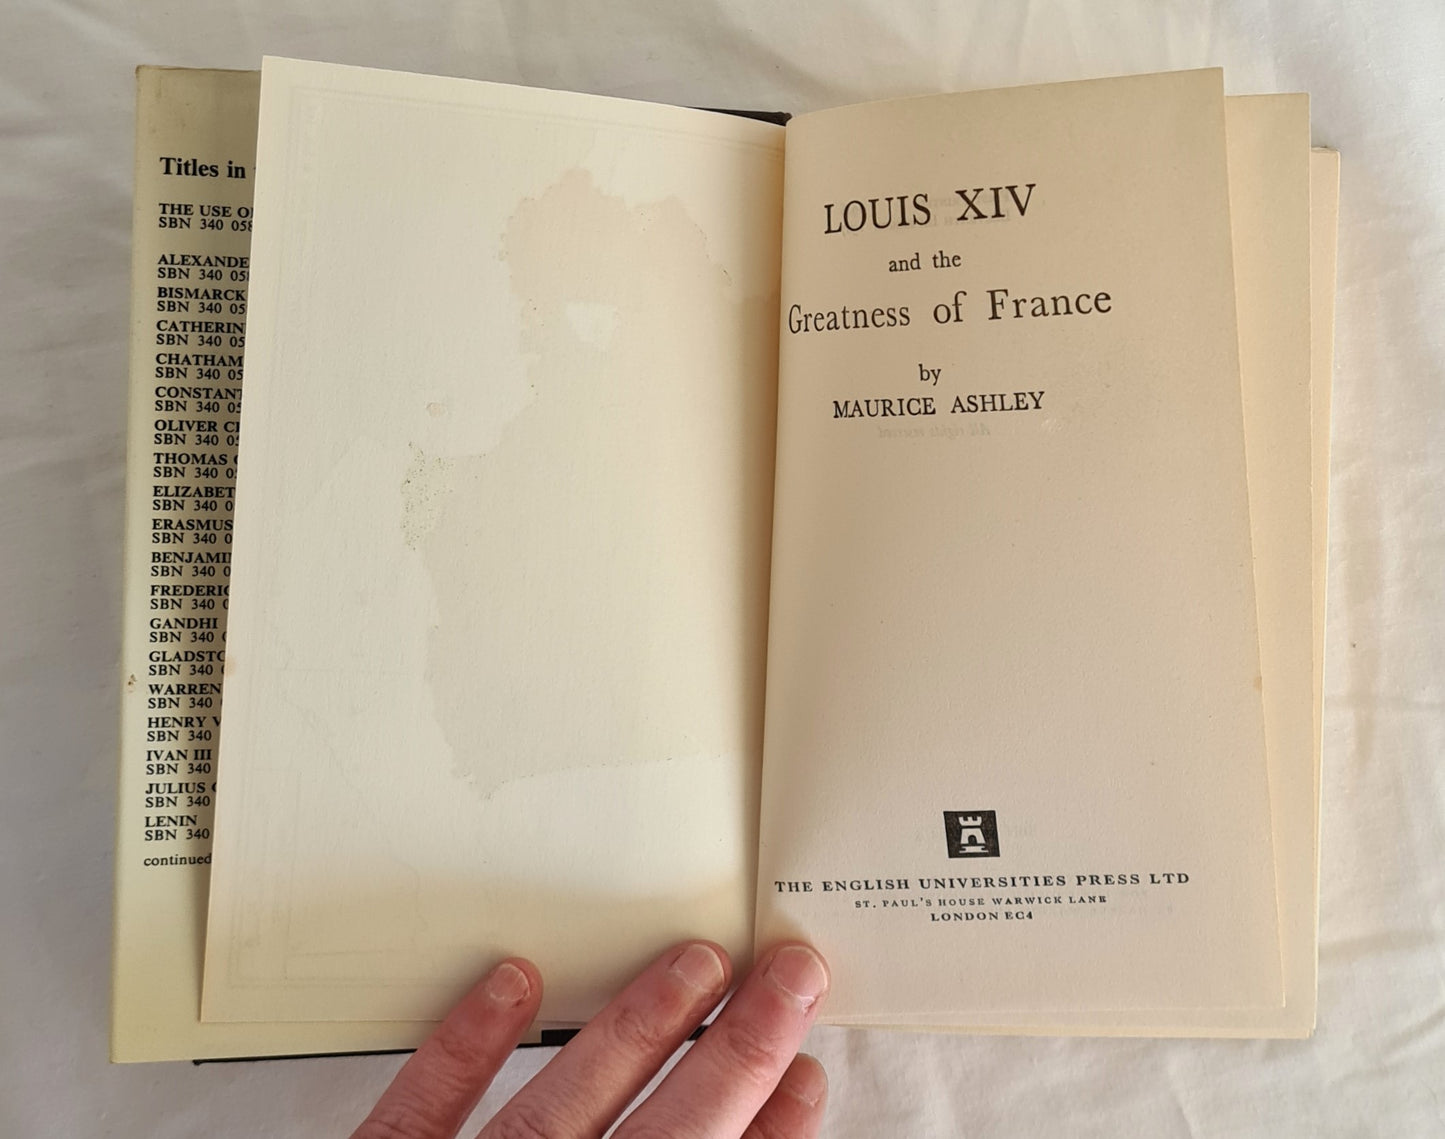 Titles in
THE USE O
SBN 340 058
ALEXANDE
SBN 340 05
BISMARCK
SBN 340 05
CATHERIN
SBN 340 05
CHATHAM
SBN 340 05
CONSTANT
SBN 340 05
OLIVER C
SBN 340 05
THOMAS
SBN 340 0
ELIZABET
SBN 340 0
ERASMUS
SBN 340 0
BENJAMI
SBN 340 0
FREDERIC
SBN 340 0
GANDHI
SBN 340
GLADSTO
SBN 340
WARREN
SBN 340
HENRY V
SBN 340
IVAN III
SBN 340
JULIUS
SBN 340
LENIN
SBN 340
continued
LOUIS XIV
and the
Greatness of France
by
MAURICE ASHLEY
All rights reserved
THE ENGLISH UNIVERSITIES PRESS LTD
ST. PAUL'S HOUSE WARWICK LANE
LONDON EC4